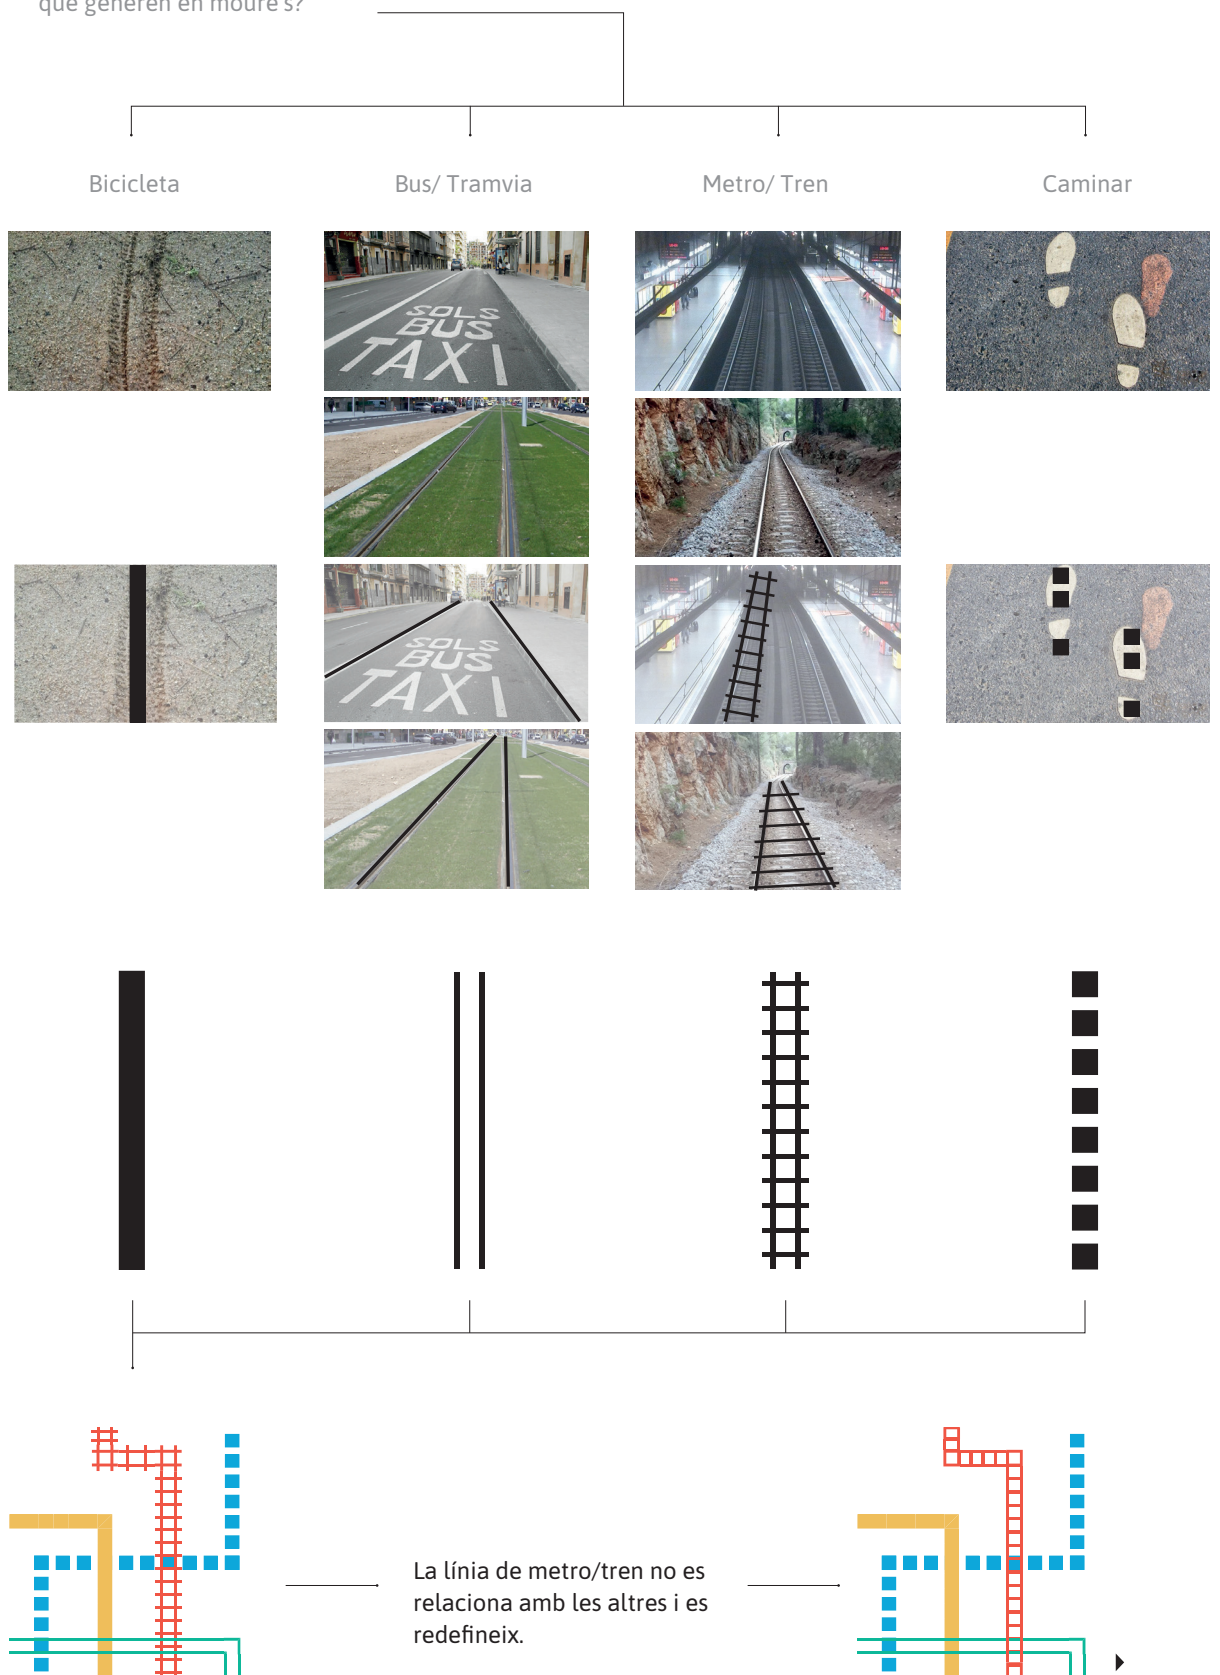 que generen en moure's?
Bicicleta
Bus/ Tramvia
Metro/ Tren
Caminar
SOLS
BUS
TAXI
SOLS
BUS
TAXI
La línia de metro/tren no es
relaciona amb les altres i es
redefineix.